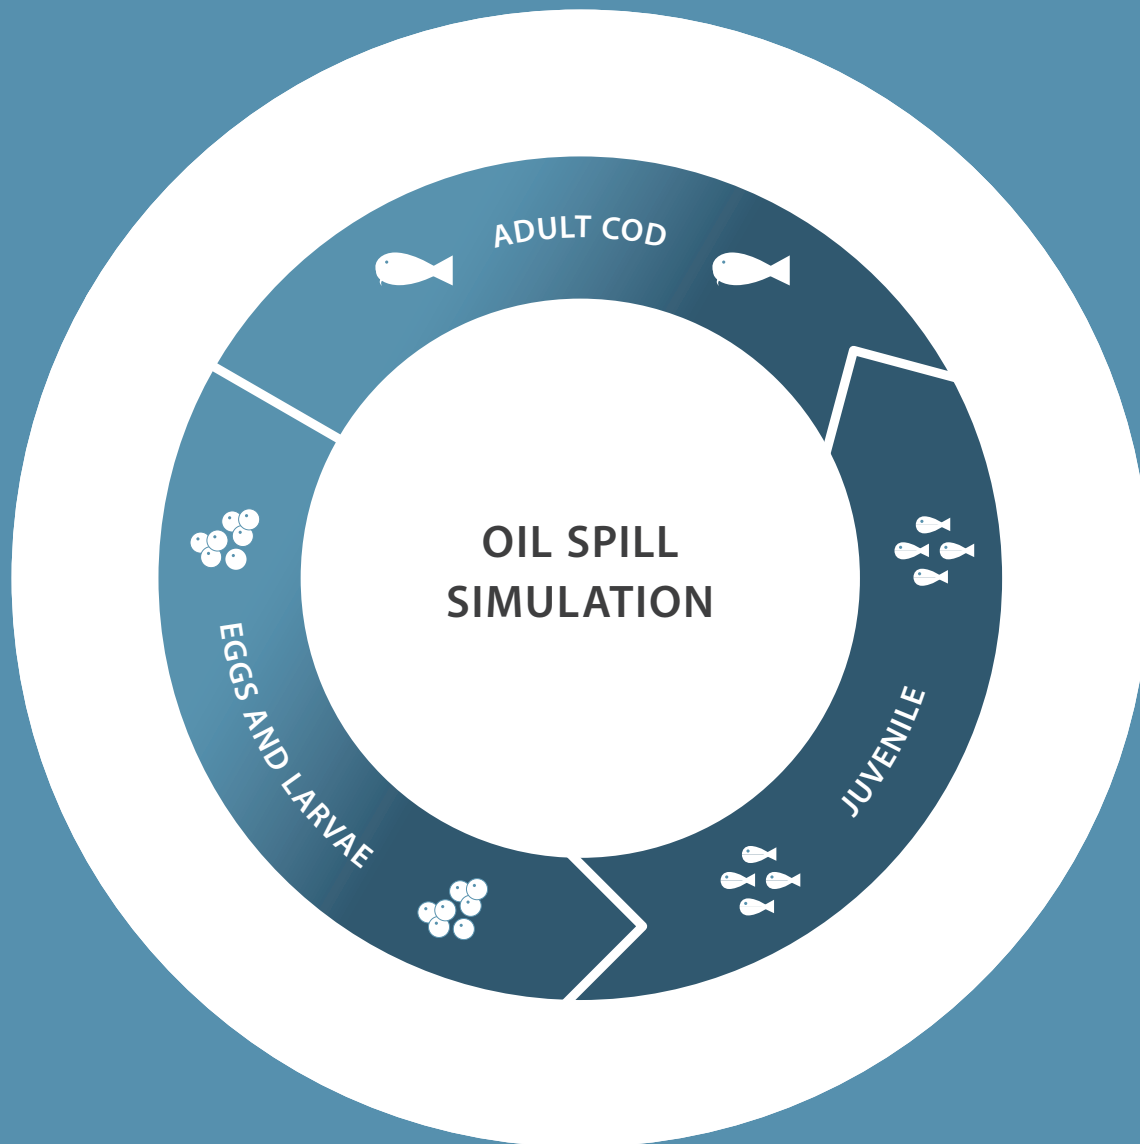 ADULT COD
OIL SPILL
SIMULATION
EGGS AND LARVAE
JUVENILE